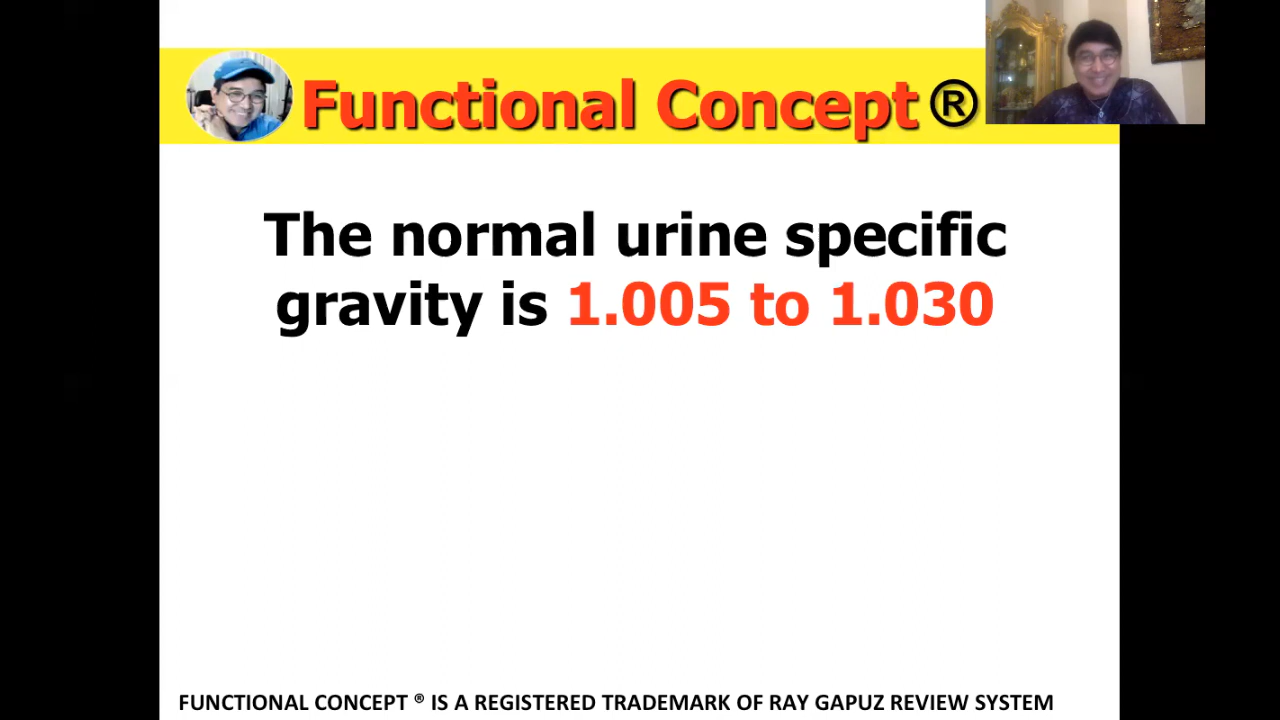 Functional Concept ®
The normal urine specific
gravity is 1.005 to 1.030
FUNCTIONAL CONCEPT ® IS A REGISTERED TRADEMARK OF RAY GAPUZ REVIEW SYSTEM